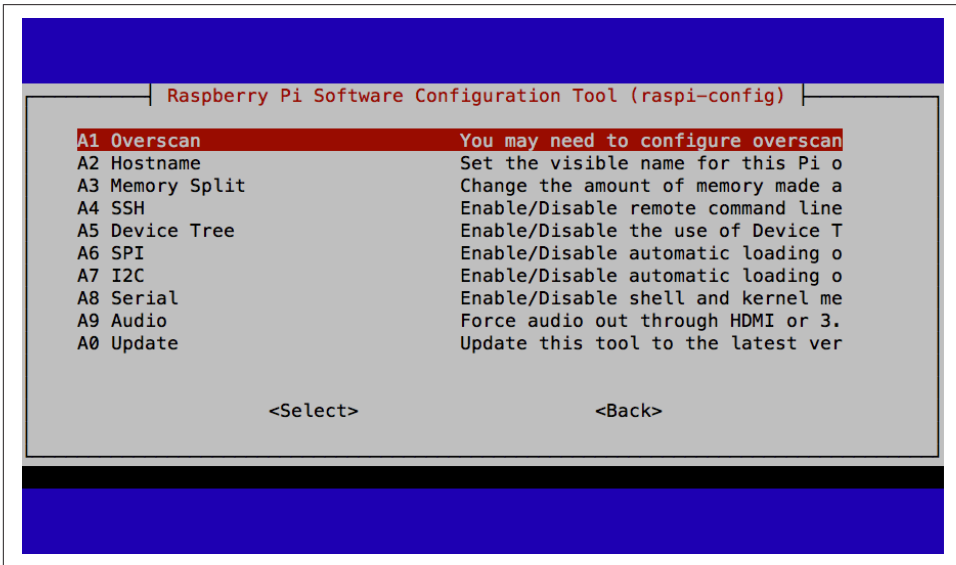 Raspberry Pi Software Configuration Tool (raspi-config)
A1 Overscan You may need to configure overscan
A2 Hostname Set the visible name for this Pi o
A3 Memory Split Change the amount of memory made a
A4 SSH Enable/Disable remote command line
A5 Device Tree Enable/Disable the use of Device T
A6 SPI Enable/Disable automatic loading o
A7 I2C Enable/Disable automatic loading o
A8 Serial Enable/Disable shell and kernel me
A9 Audio Force audio out through HDMI or 3.
A0 Update Update this tool to the latest ver
<Select> <Back>